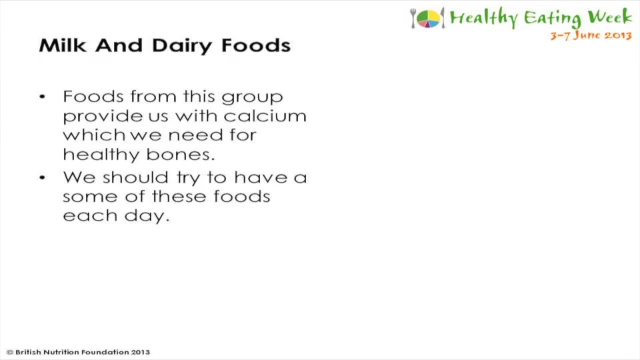 Healthy Eating Week
3-7 June 2013
Milk And Dairy Foods
• Foods from this group
provide us with calcium
which we need for
healthy bones.
• We should try to have a
some of these foods
each day.
© British Nutrition Foundation 2013